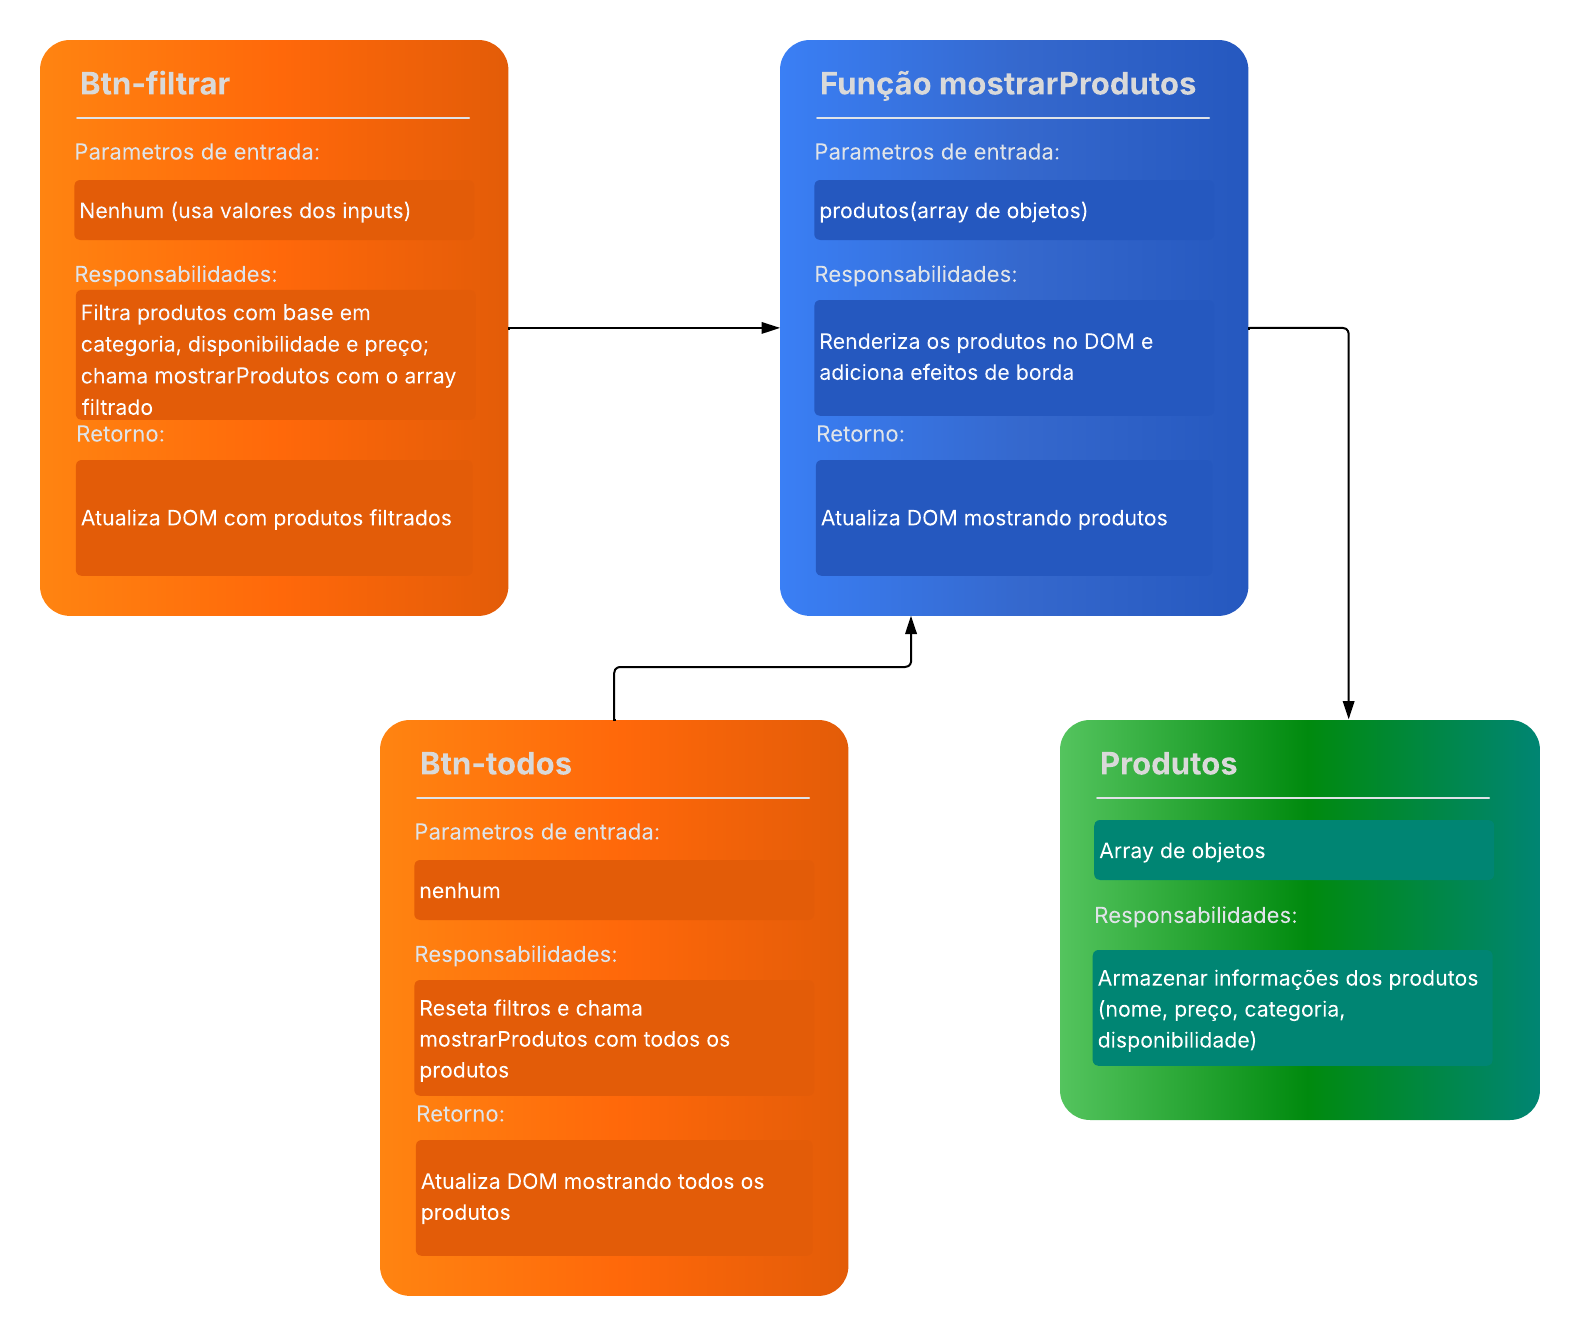 Btn-filtrar
Parametros de entrada:
Nenhum (usa valores dos inputs)
Responsabilidades:
Filtra produtos com base em
categoria, disponibilidade e preço;
chama mostrarProdutos com o array
filtrado
Retorno:
Atualiza DOM com produtos filtrados
Função mostrarProdutos
Parametros de entrada:
produtos(array de objetos)
Responsabilidades:
Renderiza os produtos no DOM e
adiciona efeitos de borda
Retorno:
Atualiza DOM mostrando produtos
Btn-todos
Parametros de entrada:
nenhum
Responsabilidades:
Reseta filtros e chama
mostrarProdutos com todos os
produtos
Retorno:
Atualiza DOM mostrando todos os
produtos
Produtos
Array de objetos
Responsabilidades:
Armazenar informações dos produtos
(nome, preço, categoria,
disponibilidade)